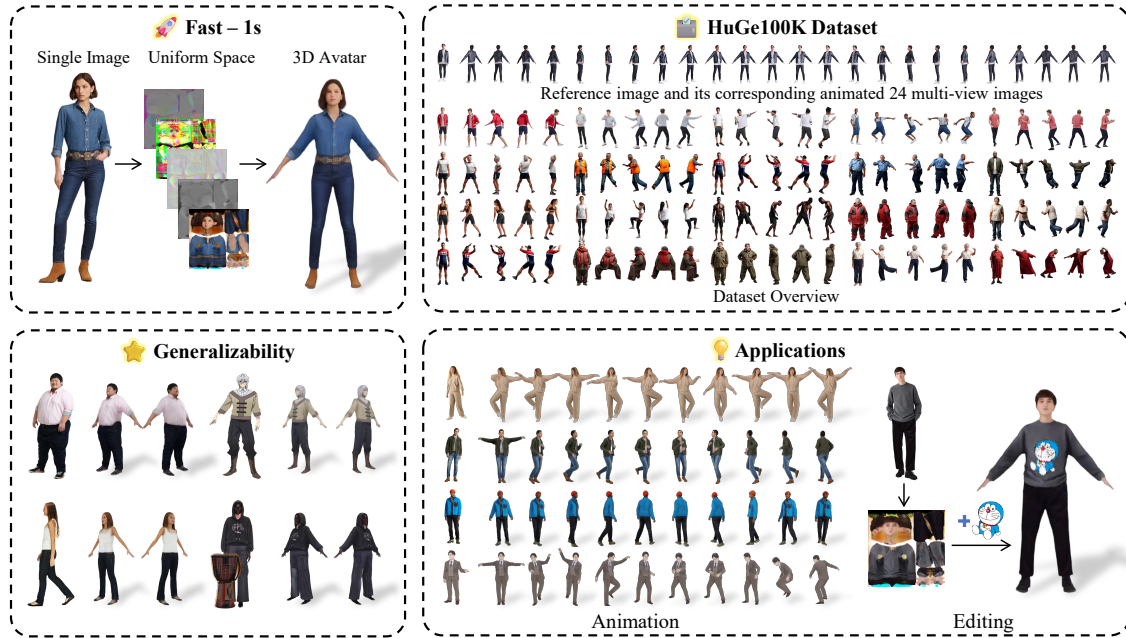 Fast – 1s
Single Image
Uniform Space
3D Avatar
HuGe100K Dataset
Reference image and its corresponding animated 24 multi-view images
Dataset Overview
Generalizability
Applications
+
Animation
Editing